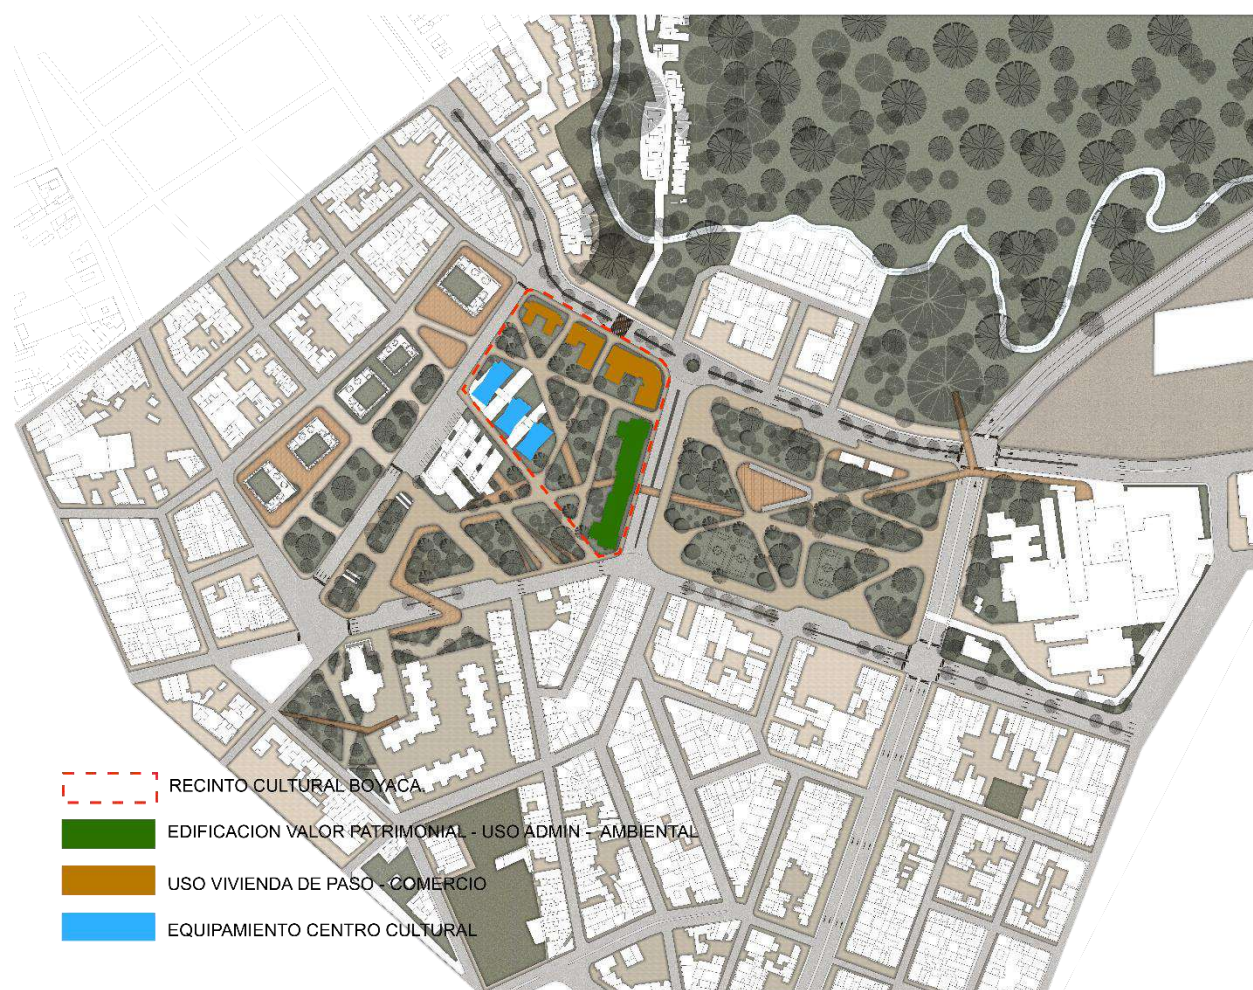 RECINTO CULTURAL BOYACA.
EDIFICACION VALOR PATRIMONIAL - USO ADMIN - AMBIENTAL
USO VIVIENDA DE PASO - COMERCIO
EQUIPAMIENTO CENTRO CULTURAL